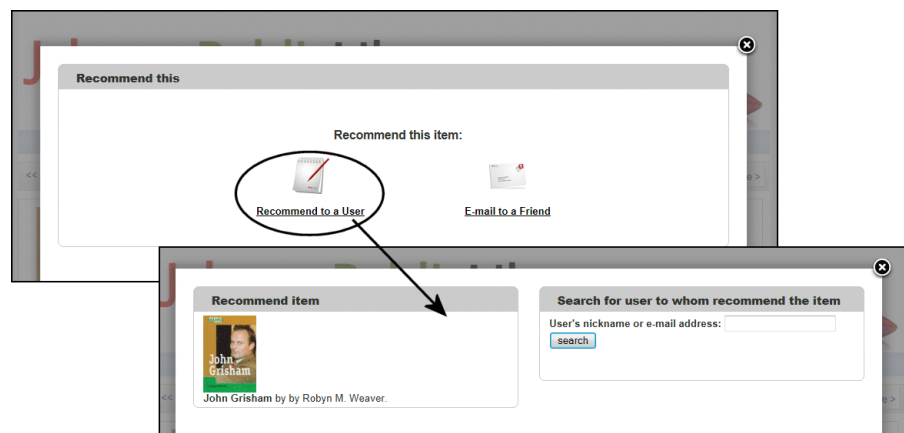 Recommend this
Recommend this item:
Recommend to a User
E-mail to a Friend
<<
e >
Recommend item
Search for user to whom recommend the item
User's nickname or e-mail address:
search
John
Grisham
John Grisham by by Robyn M. Weaver.
<<
e >